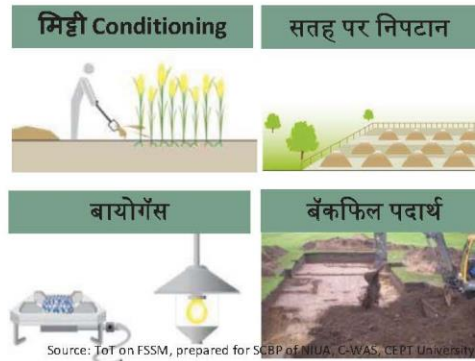 मिट्टी Conditioning
सतह पर निपटान
बायोगॅस
बॅकफिल पदार्थ
Source: ToT on FSSM, prepared for SCBP of NIUA, C-WAS, CEPT University